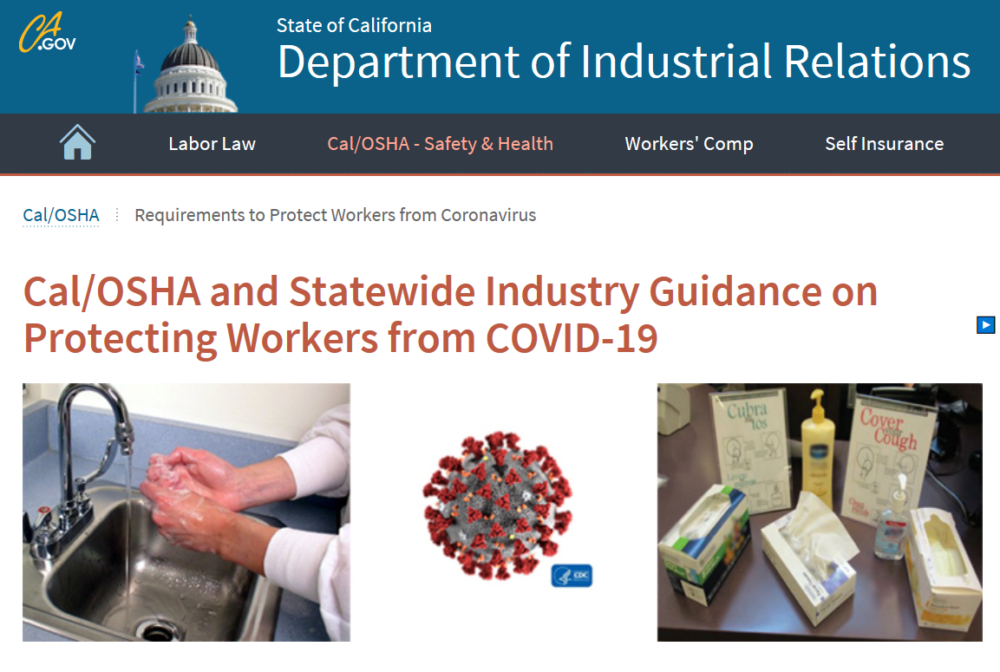 CA
.GOV
State of California
Department of Industrial Relations
Labor Law
Cal/OSHA - Safety & Health
Workers' Comp
Self Insurance
Cal/OSHA
Requirements to Protect Workers from Coronavirus
Cal/OSHA and Statewide Industry Guidance on
Protecting Workers from COVID-19
CDC
Cubra
tos
Cover
your
Cough